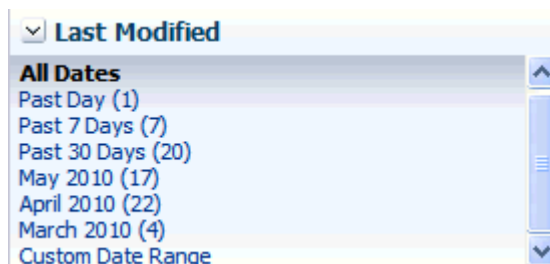 Last Modified
All Dates
Past Day (1)
Past 7 Days (7)
Past 30 Days (20)
May 2010 (17)
April 2010 (22)
March 2010 (4)
Custom Date Range